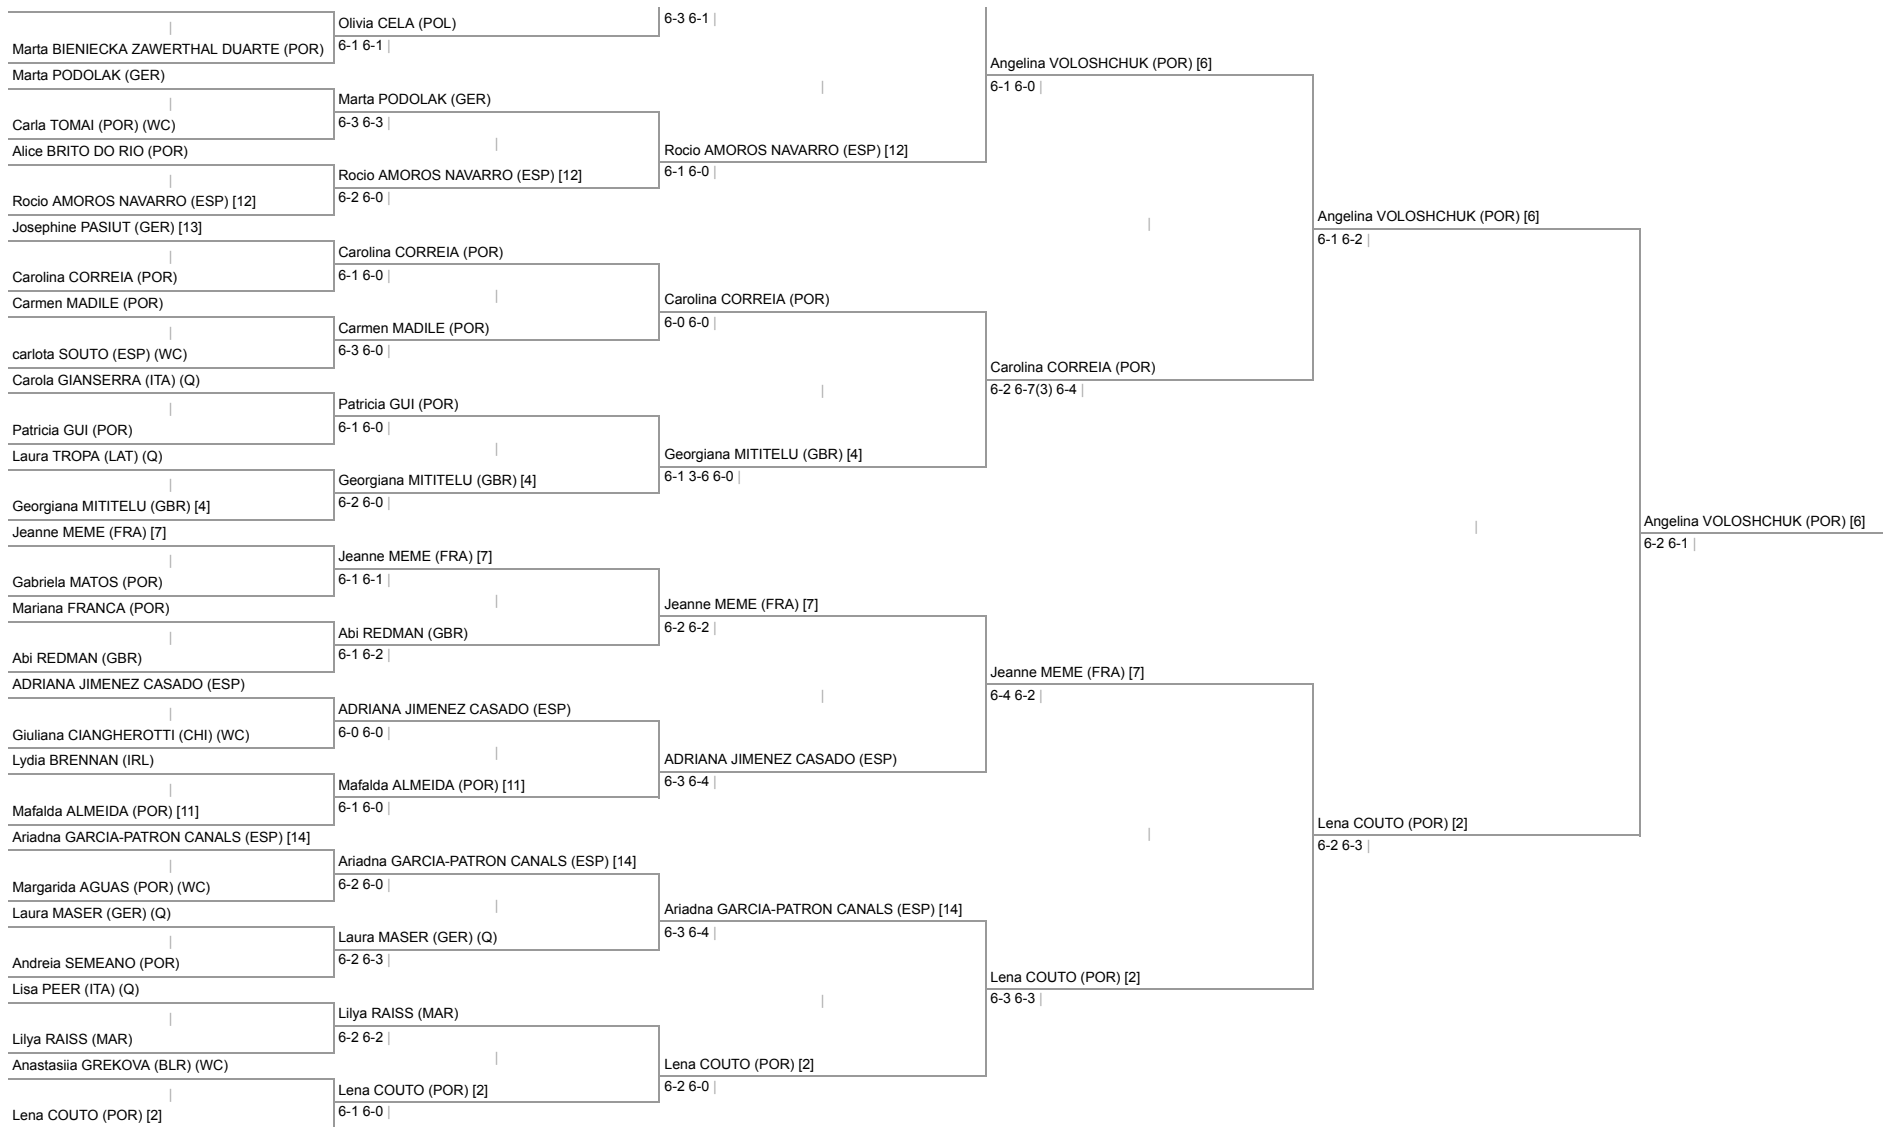 Olivia CELA (POL)
6-3 6-1
Marta BIENIECKA ZAWERTHAL DUARTE (POR)
6-1 6-1
Marta PODOLAK (GER)
Angelina VOLOSHCHUK (POR) [6]
6-1 6-0
Marta PODOLAK (GER)
Carla TOMAI (POR) (WC)
6-3 6-3
Alice BRITO DO RIO (POR)
Rocio AMOROS NAVARRO (ESP) [12]
6-1 6-0
Rocio AMOROS NAVARRO (ESP) [12]
Rocio AMOROS NAVARRO (ESP) [12]
6-2 6-0
Josephine PASIUT (GER) [13]
Angelina VOLOSHCHUK (POR) [6]
6-1 6-2
Carolina CORREIA (POR)
Carolina CORREIA (POR)
6-1 6-0
Carmen MADILE (POR)
Carolina CORREIA (POR)
6-0 6-0
Carmen MADILE (POR)
carlota SOUTO (ESP) (WC)
6-3 6-0
Carola GIANSERRA (ITA) (Q)
Carolina CORREIA (POR)
6-2 6-7(3) 6-4
Patricia GUI (POR)
Patricia GUI (POR)
6-1 6-0
Laura TROPA (LAT) (Q)
Georgiana MITITELU (GBR) [4]
6-1 3-6 6-0
Georgiana MITITELU (GBR) [4]
Georgiana MITITELU (GBR) [4]
6-2 6-0
Jeanne MEME (FRA) [7]
Angelina VOLOSHCHUK (POR) [6]
6-2 6-1
Jeanne MEME (FRA) [7]
Gabriela MATOS (POR)
6-1 6-1
Mariana FRANCA (POR)
Jeanne MEME (FRA) [7]
6-2 6-2
Abi REDMAN (GBR)
Abi REDMAN (GBR)
6-1 6-2
ADRIANA JIMENEZ CASADO (ESP)
Jeanne MEME (FRA) [7]
6-4 6-2
ADRIANA JIMENEZ CASADO (ESP)
Giuliana CIANGHEROTTI (CHI) (WC)
6-0 6-0
Lydia BRENNAN (IRL)
ADRIANA JIMENEZ CASADO (ESP)
6-3 6-4
Mafalda ALMEIDA (POR) [11]
Mafalda ALMEIDA (POR) [11]
6-1 6-0
Ariadna GARCIA-PATRON CANALS (ESP) [14]
Lena COUTO (POR) [2]
6-2 6-3
Ariadna GARCIA-PATRON CANALS (ESP) [14]
Margarida AGUAS (POR) (WC)
6-2 6-0
Laura MASER (GER) (Q)
Ariadna GARCIA-PATRON CANALS (ESP) [14]
6-3 6-4
Laura MASER (GER) (Q)
Andreia SEMEANO (POR)
6-2 6-3
Lisa PEER (ITA) (Q)
Lena COUTO (POR) [2]
6-3 6-3
Lilya RAISS (MAR)
Lilya RAISS (MAR)
6-2 6-2
Anastasiia GREKOVA (BLR) (WC)
Lena COUTO (POR) [2]
6-2 6-0
Lena COUTO (POR) [2]
Lena COUTO (POR) [2]
6-1 6-0